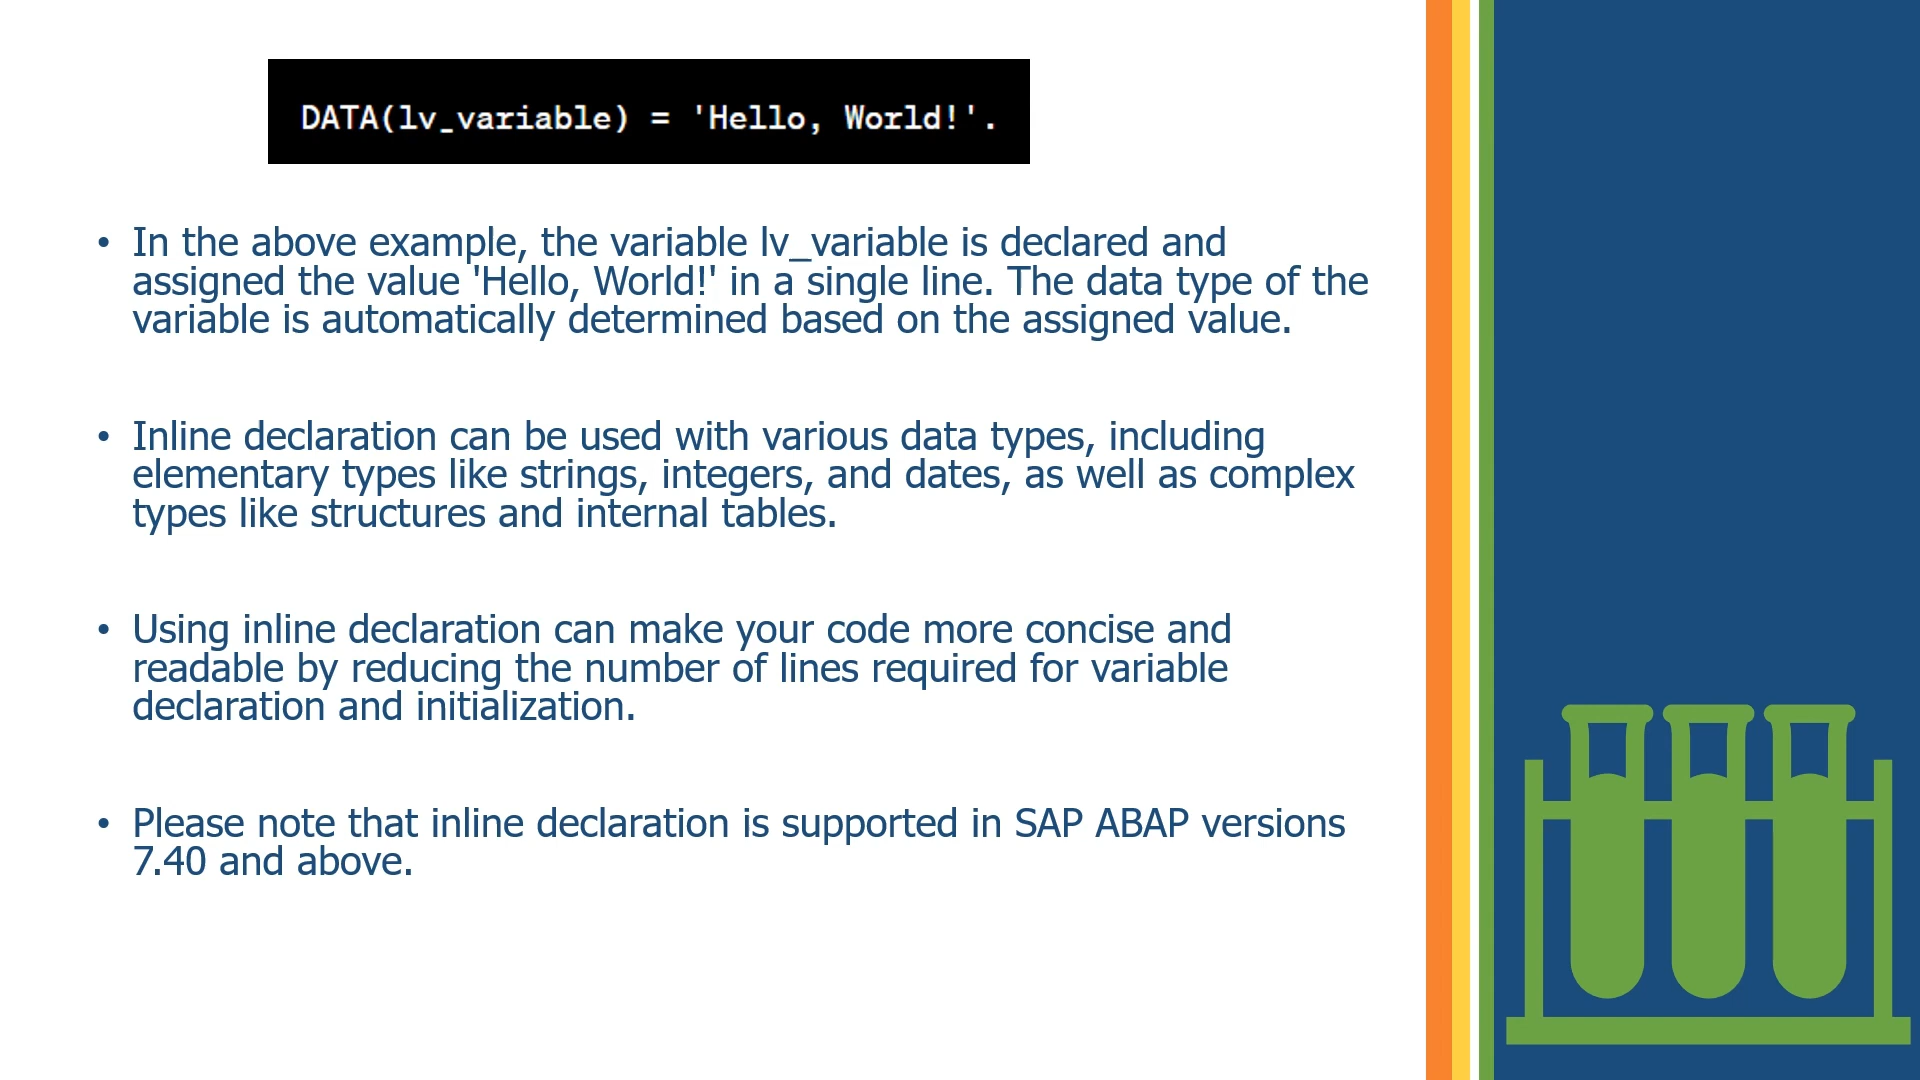 DATA(lv_variable) = 'Hello, World!'.
• In the above example, the variable lv_variable is declared and
assigned the value 'Hello, World!' in a single line. The data type of the
variable is automatically determined based on the assigned value.
• Inline declaration can be used with various data types, including
elementary types like strings, integers, and dates, as well as complex
types like structures and internal tables.
• Using inline declaration can make your code more concise and
readable by reducing the number of lines required for variable
declaration and initialization.
• Please note that inline declaration is supported in SAP ABAP versions
7.40 and above.